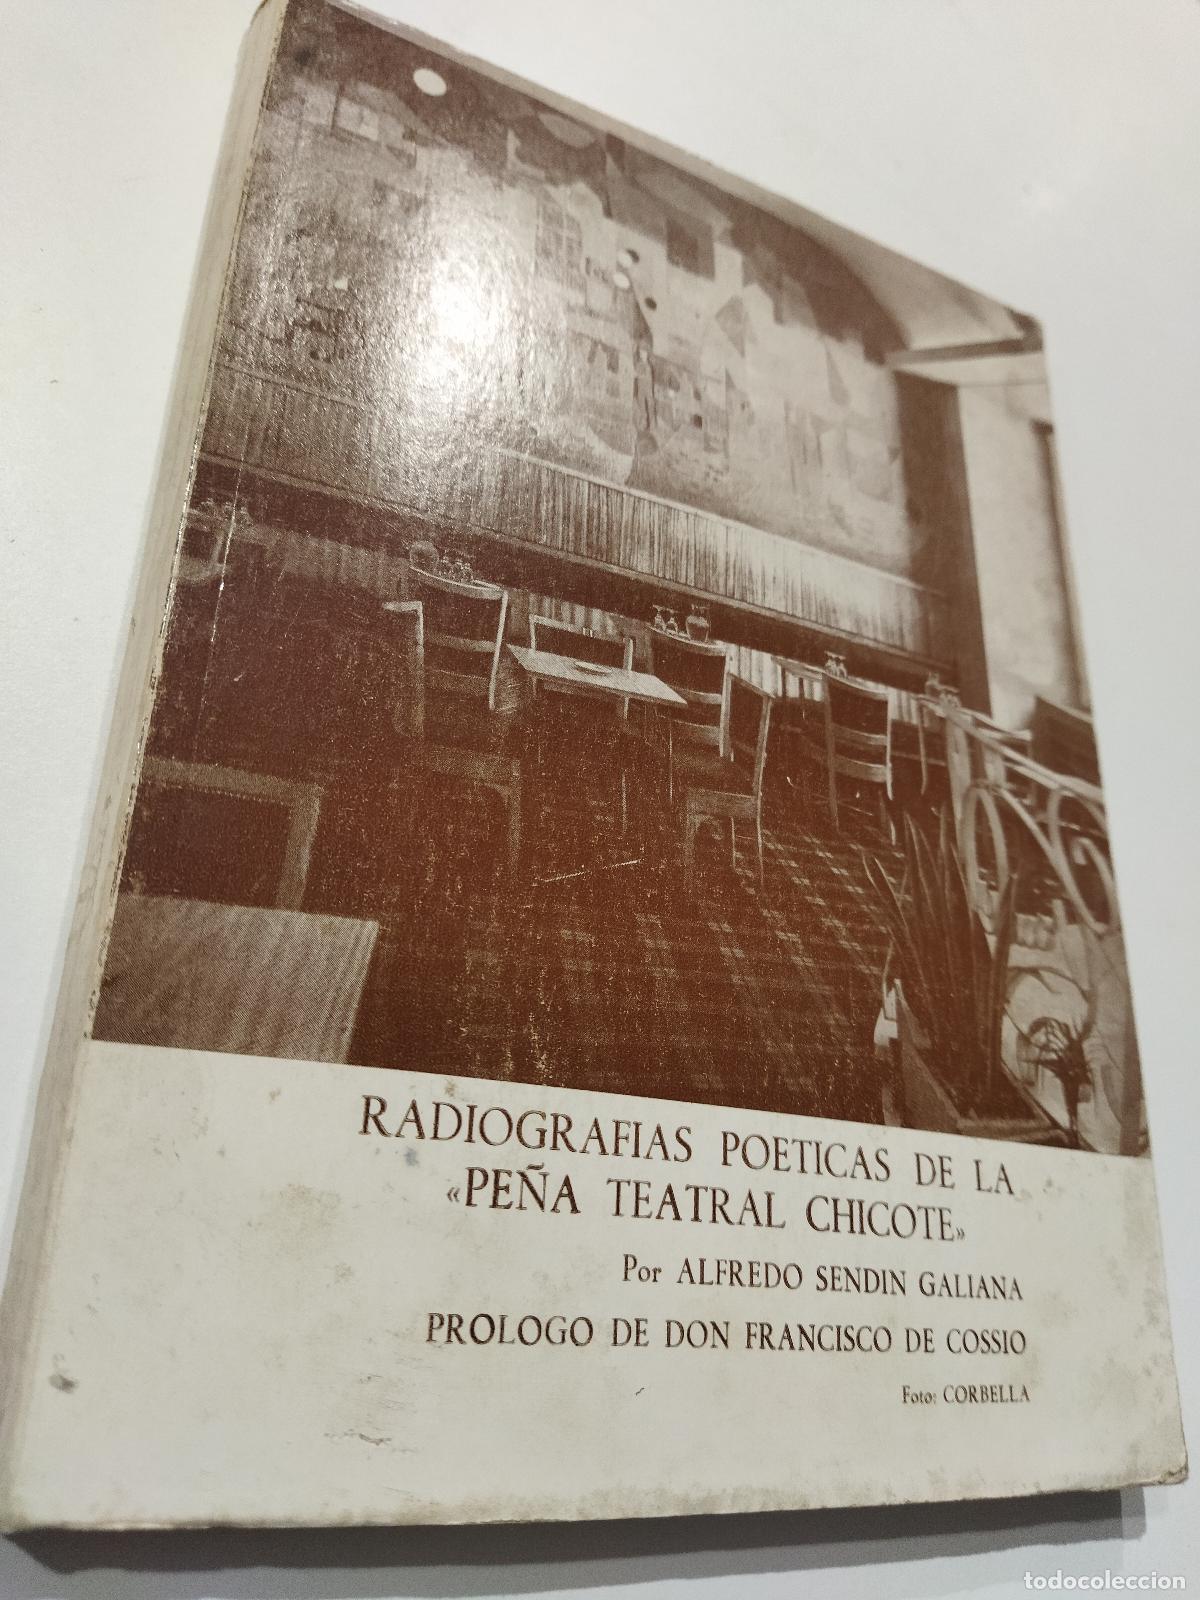 RADIOGRAFIAS POETICAS DE LA
«PEÑA TEATRAL CHICOTE»
Por ALFREDO SENDIN GALIANA
PROLOGO DE DON FRANCISCO DE COSSIO
Foto: CORBELLA
todocoleccion